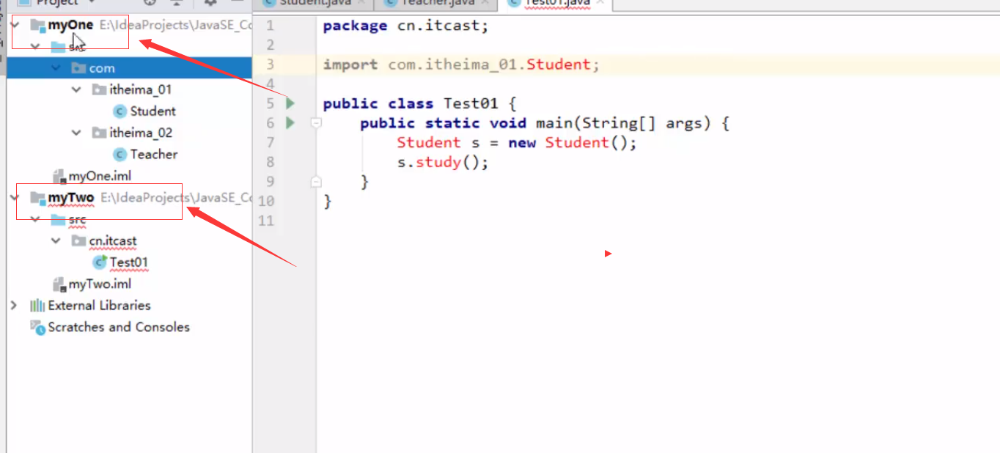 Project
Student.java
Teacher.java
Test01.java
myOne E:\IdeaProjects\JavaSE_Co
src
com
itheima_01
Student
itheima_02
Teacher
myOne.iml
myTwo E:\IdeaProjects\JavaSE_Co
src
cn.itcast
Test01
myTwo.iml
External Libraries
Scratches and Consoles
1 package cn.itcast;
2
3 import com.itheima_01.Student;
4
5 public class Test01 {
6 public static void main(String[] args) {
7 Student s = new Student();
8 s.study();
9 }
10 }
11